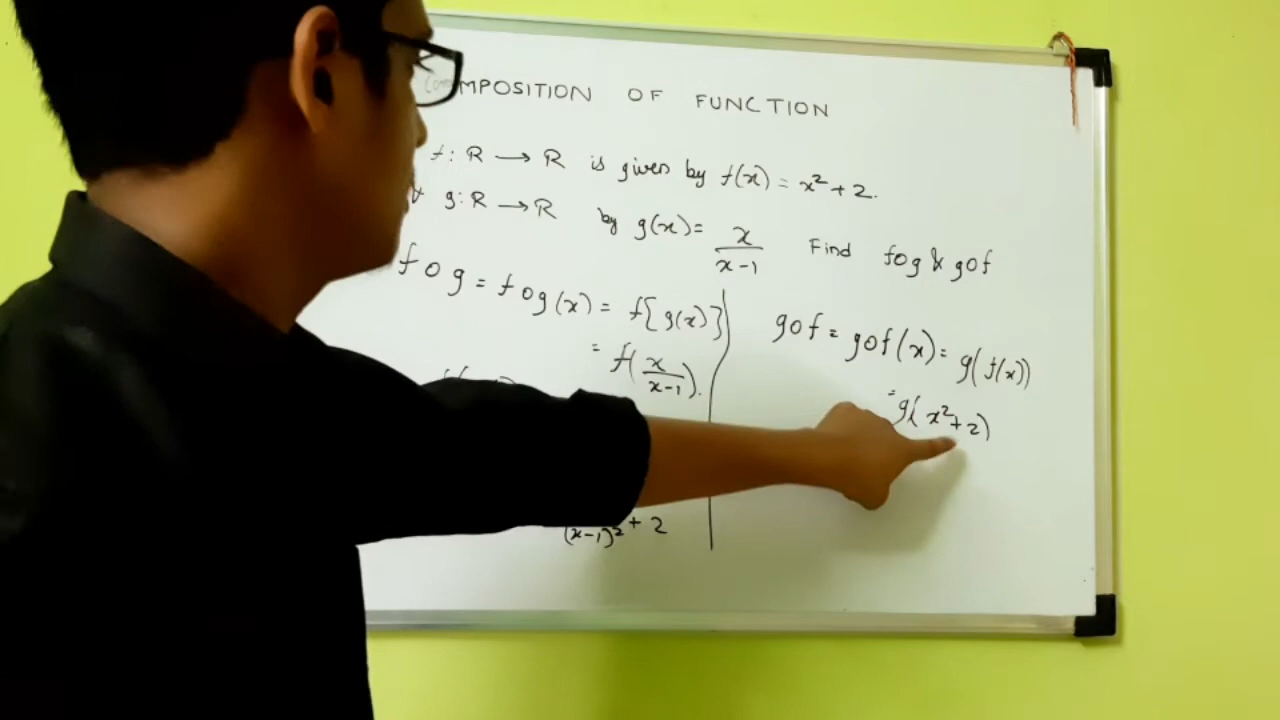 COMPOSITION OF FUNCTION
f: R → R is given by f(x) = x² + 2.
g: R → R by g(x) = x/(x-1) Find fog & gof
fog = fog(x) = f[g(x)]
= f(x/(x-1)).
(x-1)² + 2
gof = gof(x) = g(f(x))
= g(x² + 2)